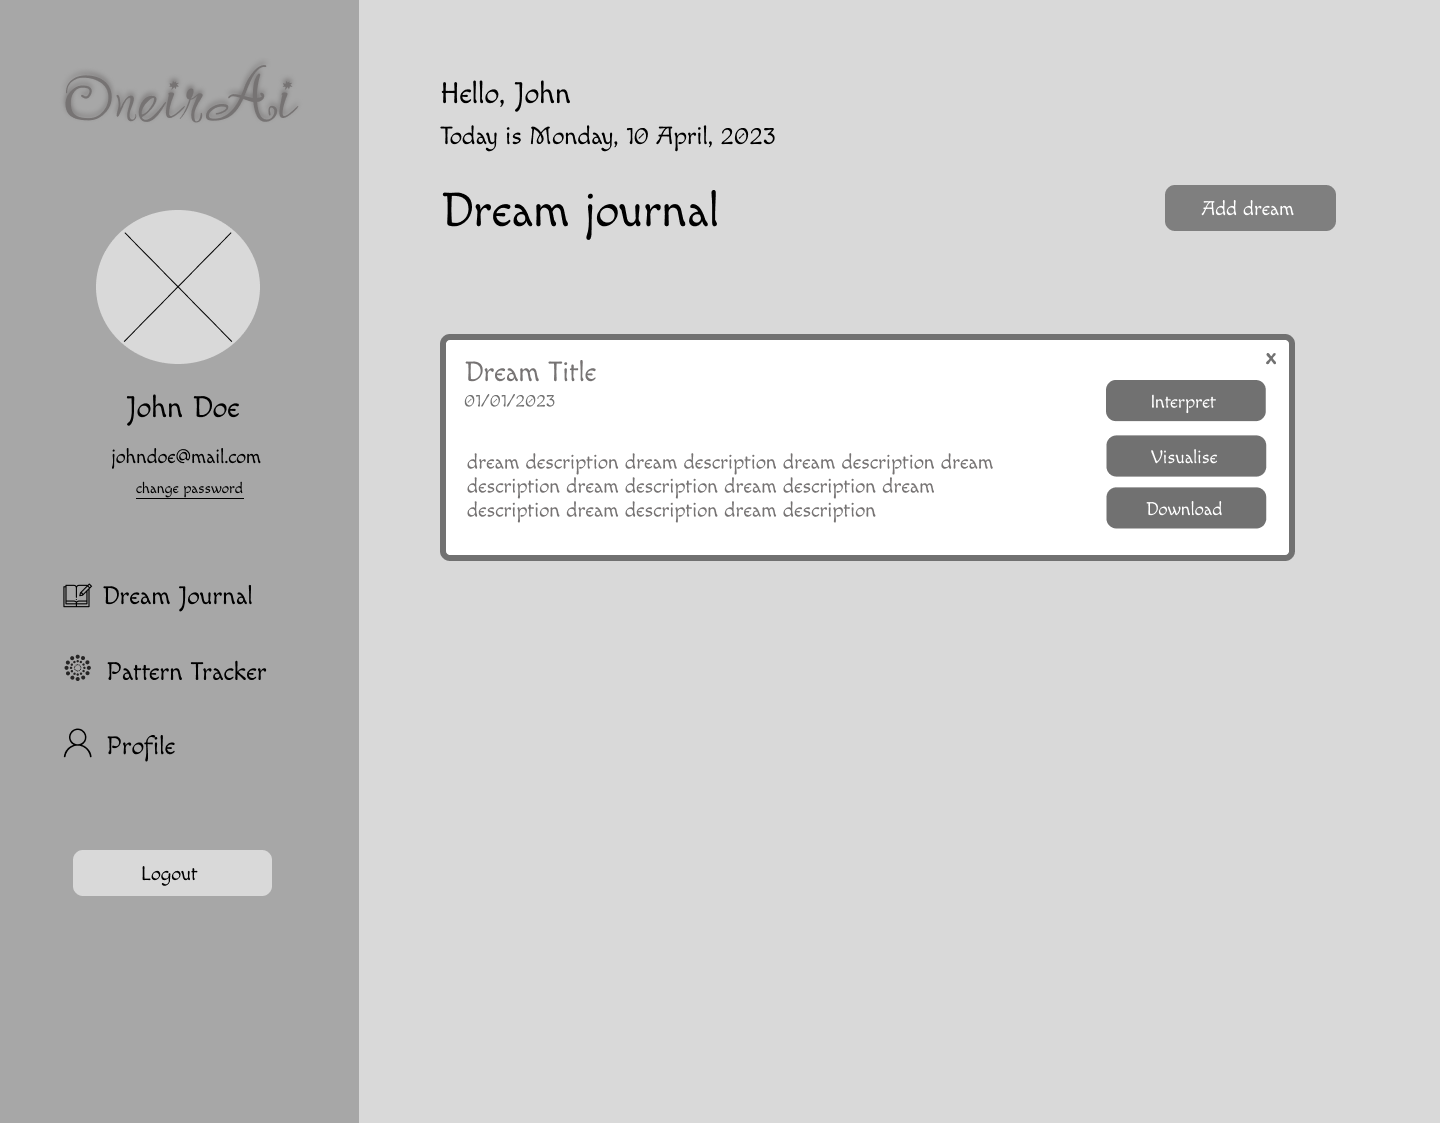 OneirAi
John Doe
johndoe@mail.com
change password
Dream Journal
Pattern Tracker
Profile
Logout
Hello, John
Today is Monday, 10 April, 2023
Dream journal
Add dream
Dream Title
01/01/2023
dream description dream description dream description dream
description dream description dream description dream
description dream description dream description
x
Interpret
Visualise
Download